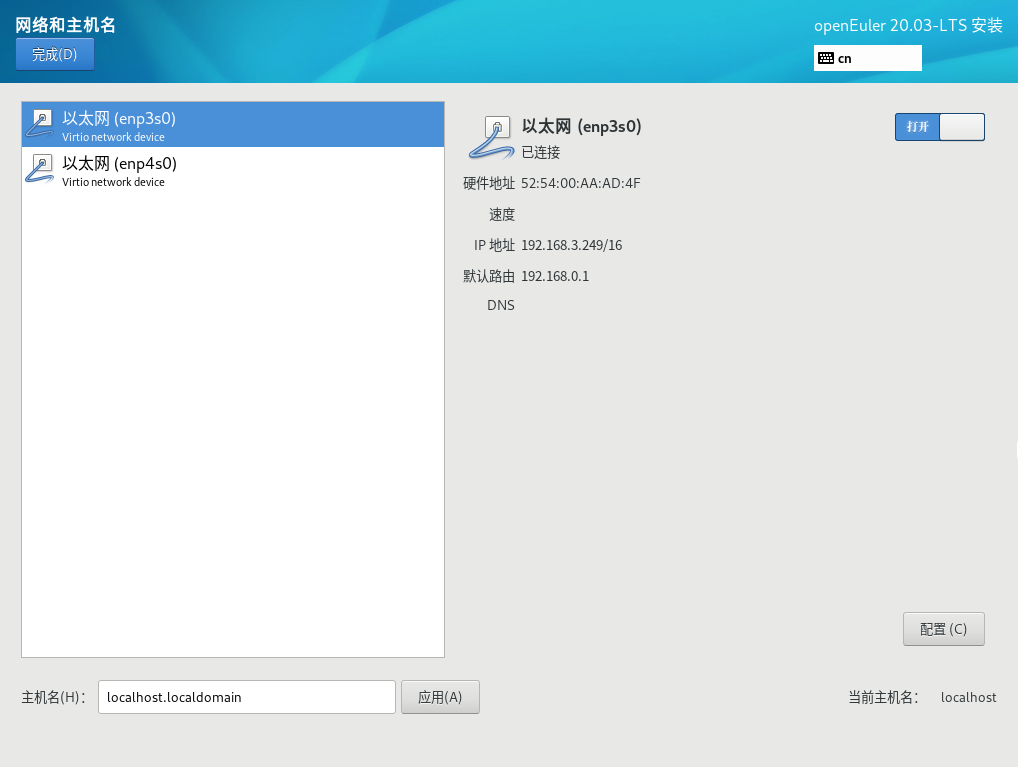 网络和主机名
完成(D)
openEuler 20.03-LTS 安装
cn
以太网 (enp3s0)
Virtio network device
以太网 (enp4s0)
Virtio network device
以太网 (enp3s0)
已连接
打开
硬件地址 52:54:00:AA:AD:4F
速度
IP 地址 192.168.3.249/16
默认路由 192.168.0.1
DNS
配置 (C)
主机名(H)： localhost.localdomain 应用(A)
当前主机名： localhost